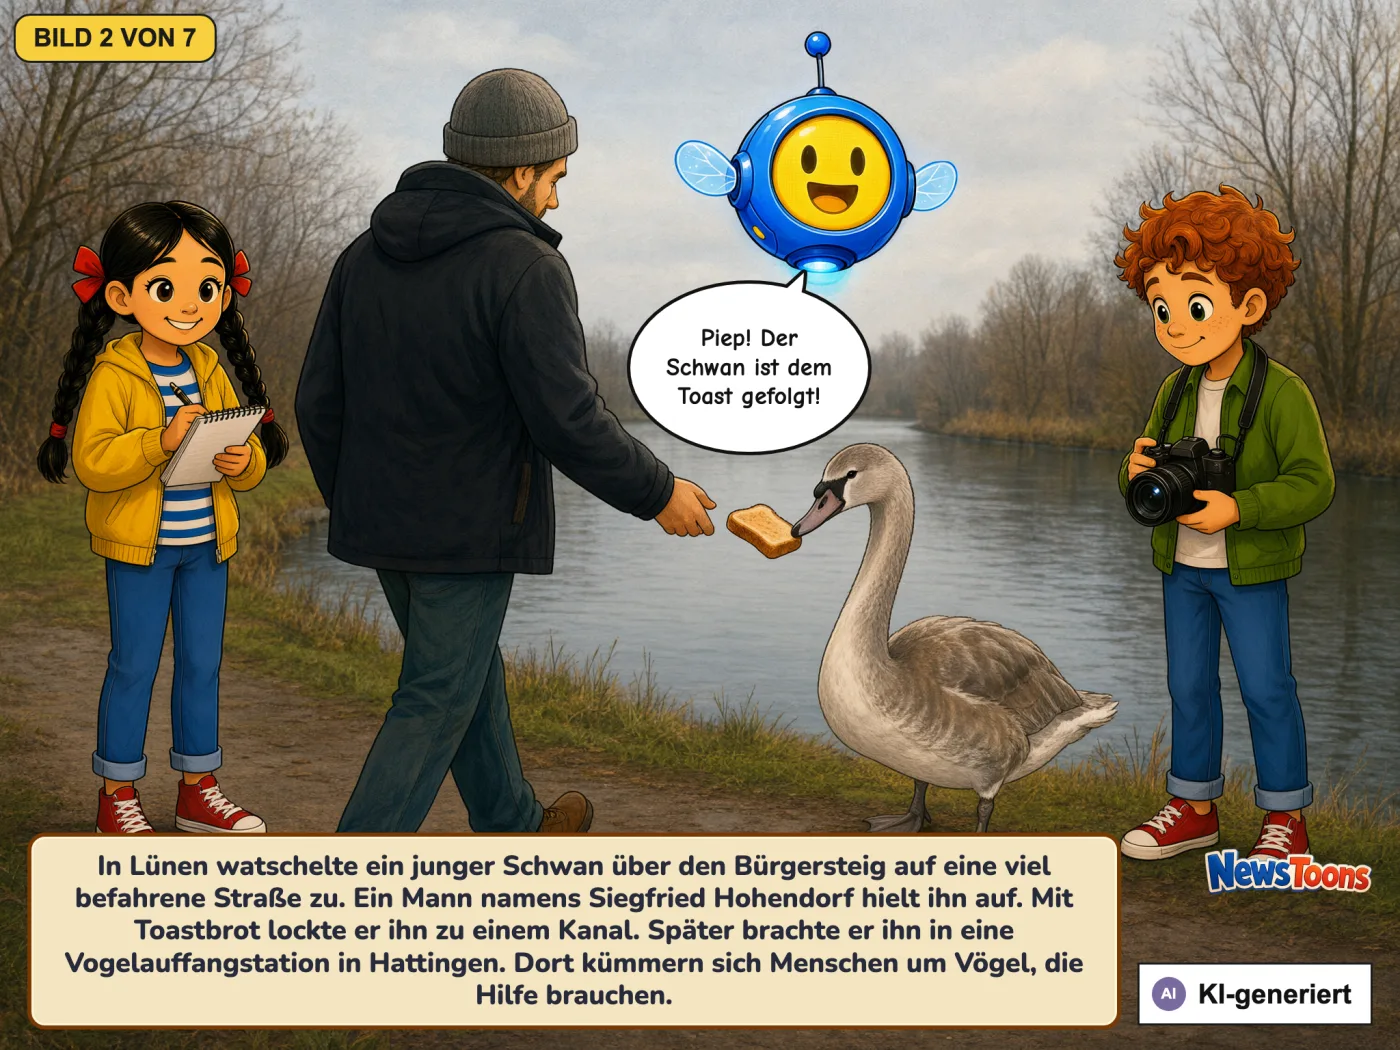 BILD 2 VON 7
Piep! Der
Schwan ist dem
Toast gefolgt!
In Lünen watschelte ein junger Schwan über den Bürgersteig auf eine viel
befahrene Straße zu. Ein Mann namens Siegfried Hohendorf hielt ihn auf. Mit
Toastbrot lockte er ihn zu einem Kanal. Später brachte er ihn in eine
Vogelauffangstation in Hattingen. Dort kümmern sich Menschen um Vögel, die
Hilfe brauchen.
NEWSTOONS
AI KI-generiert